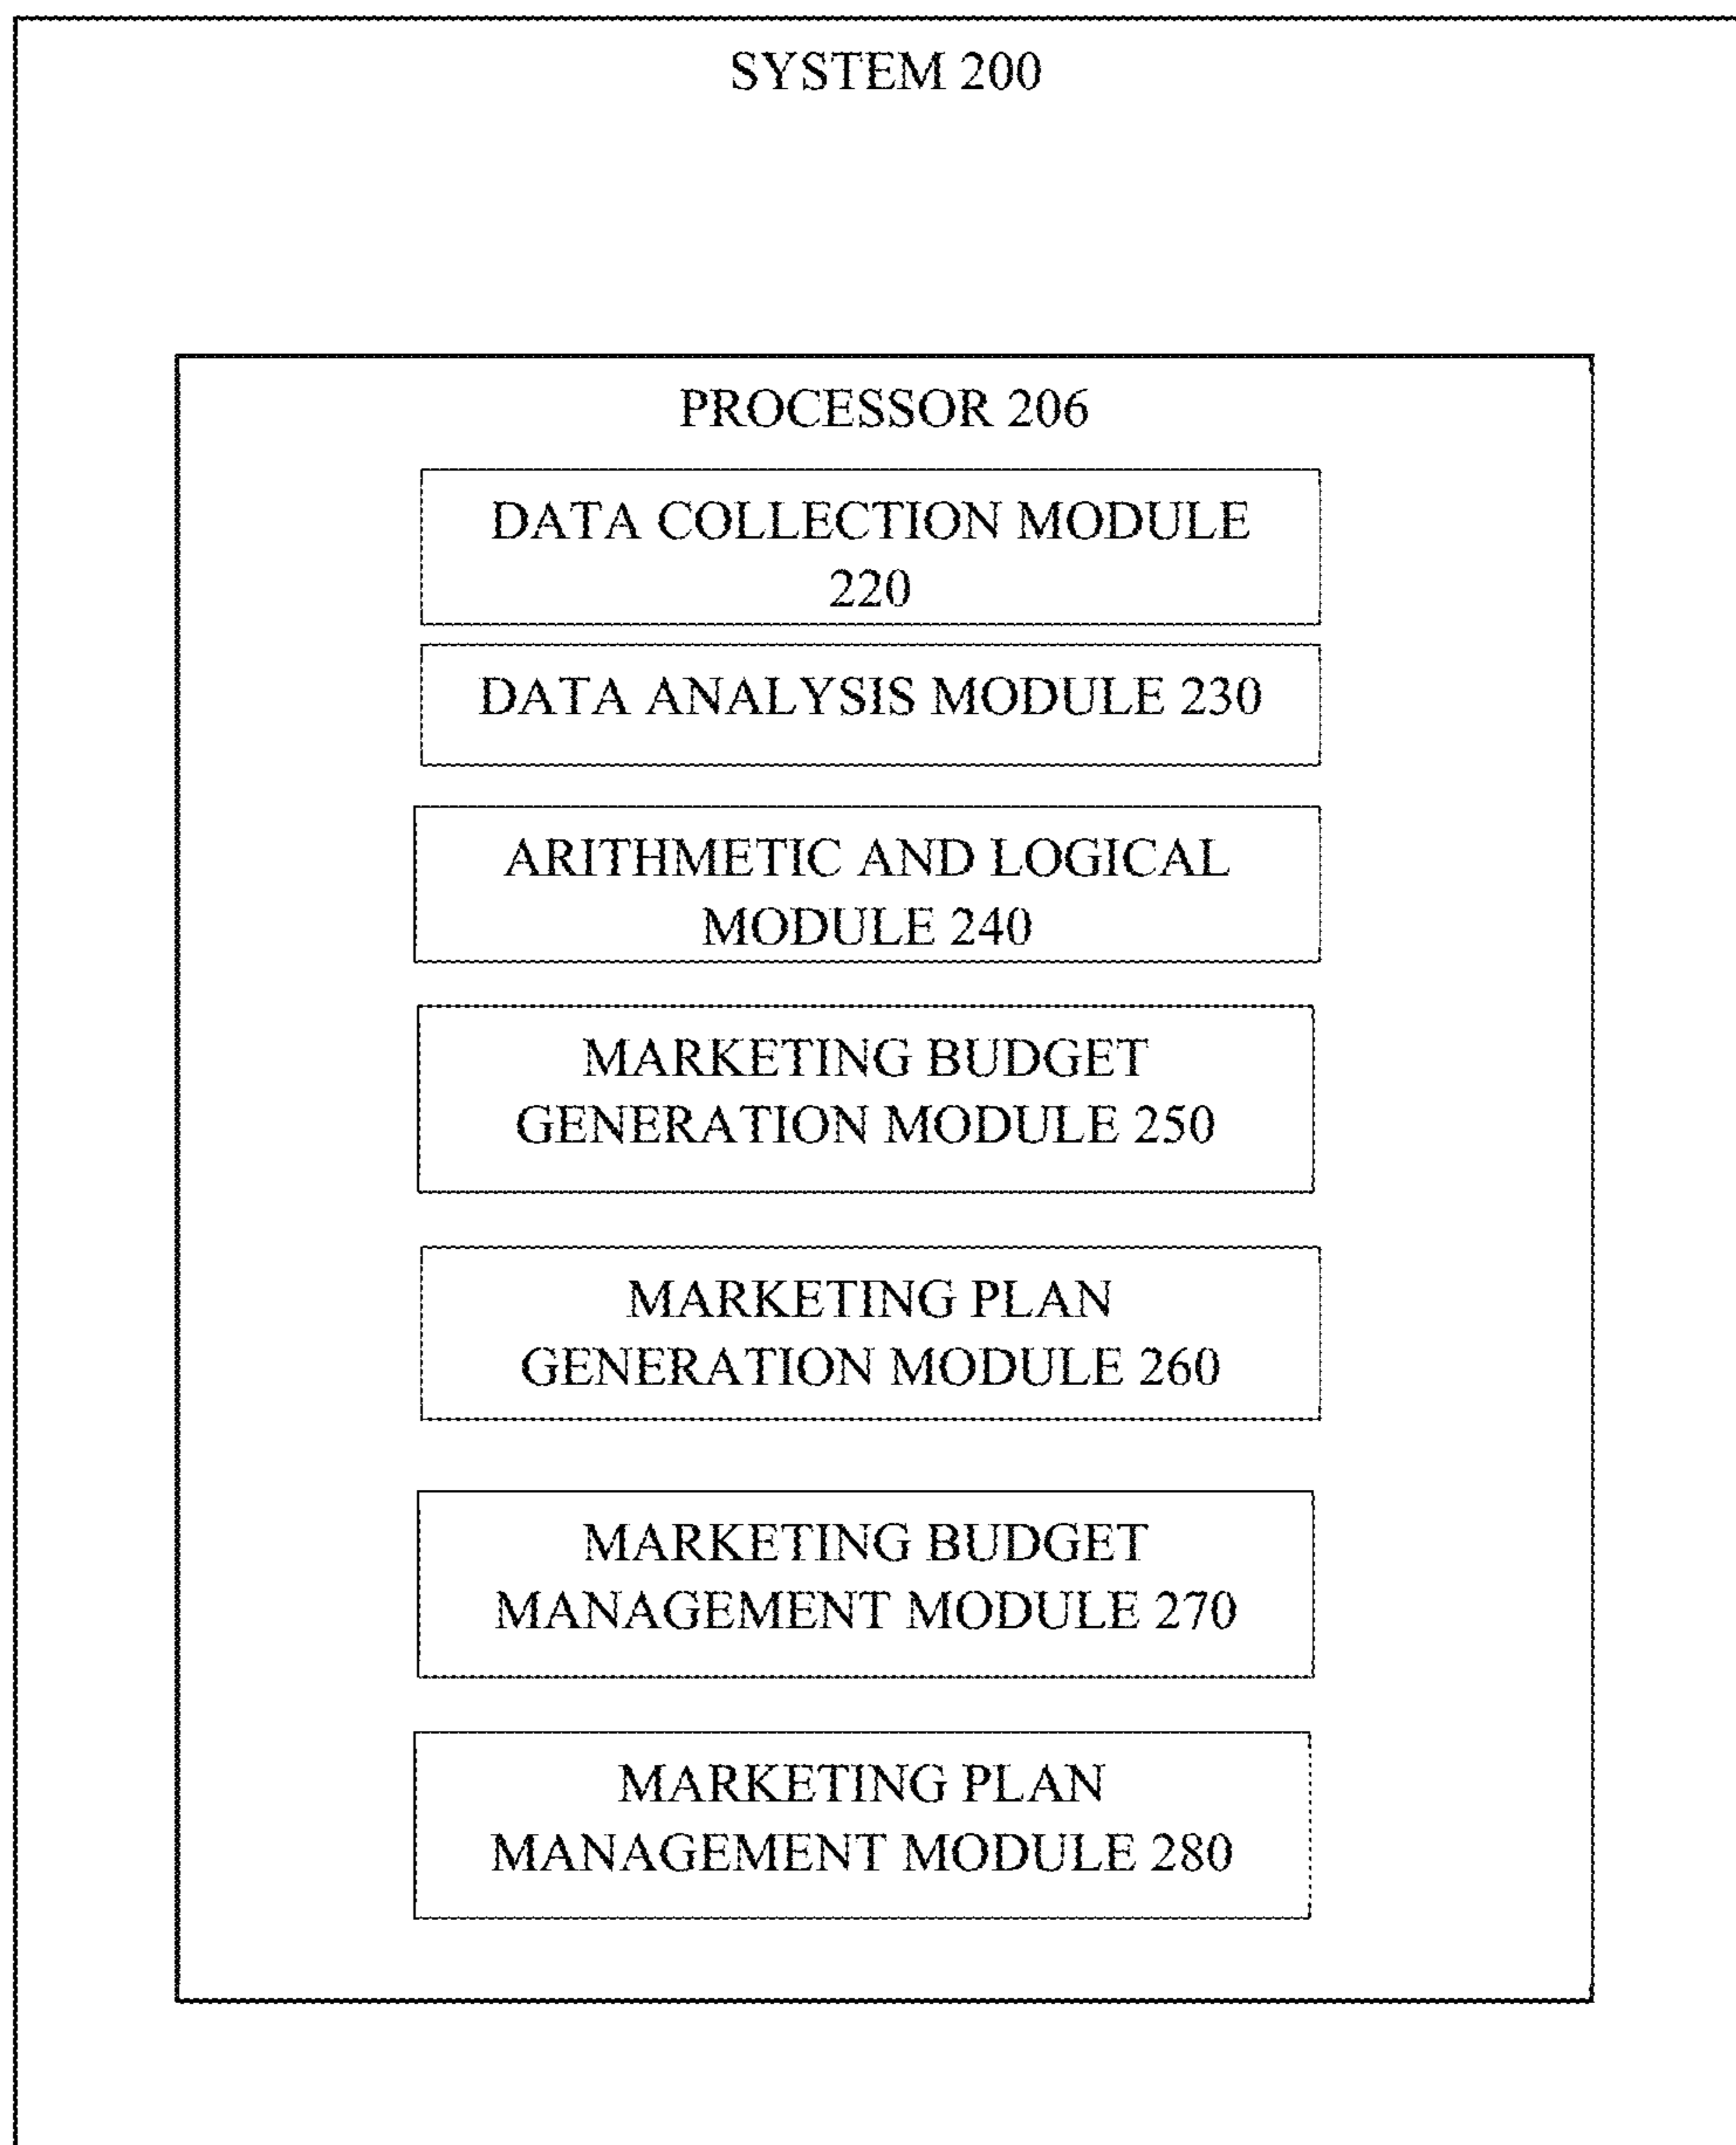 SYSTEM 200
PROCESSOR 206
DATA COLLECTION MODULE
220
DATA ANALYSIS MODULE 230
ARITHMETIC AND LOGICAL
MODULE 240
MARKETING BUDGET
GENERATION MODULE 250
MARKETING PLAN
GENERATION MODULE 260
MARKETING BUDGET
MANAGEMENT MODULE 270
MARKETING PLAN
MANAGEMENT MODULE 280